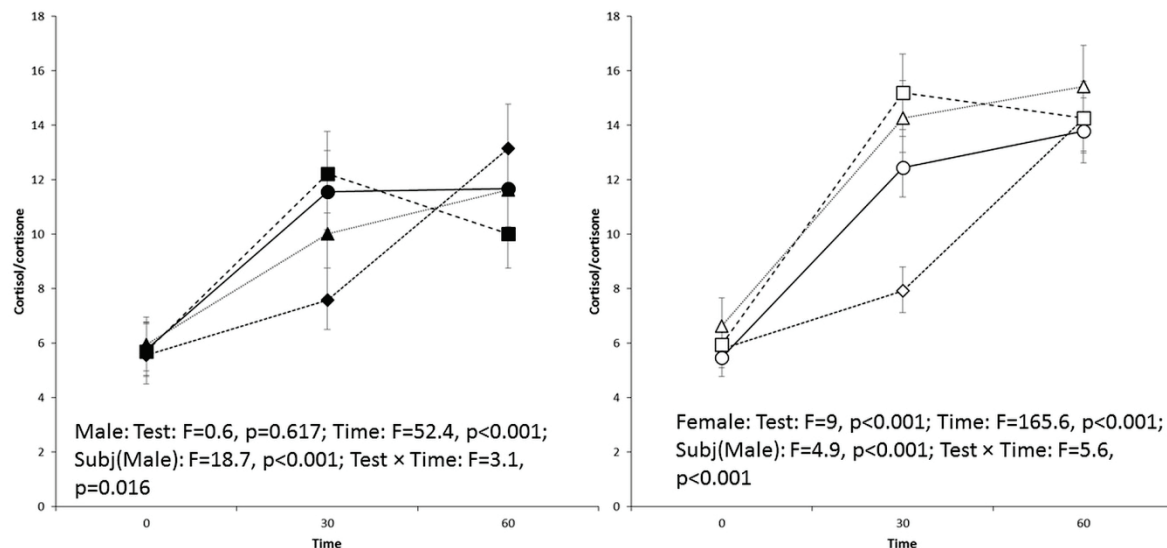 18
16
14
12
10
8
6
4
2
0
Cortisol/cortisone
Male: Test: F=0.6, p=0.617; Time: F=52.4, p<0.001;
Subj(Male): F=18.7, p<0.001; Test × Time: F=3.1,
p=0.016
0 30 60
Time
18
16
14
12
10
8
6
4
2
0
Cortisol/cortisone
Female: Test: F=9, p<0.001; Time: F=165.6, p<0.001;
Subj(Male): F=4.9, p<0.001; Test × Time: F=5.6,
p<0.001
0 30 60
Time